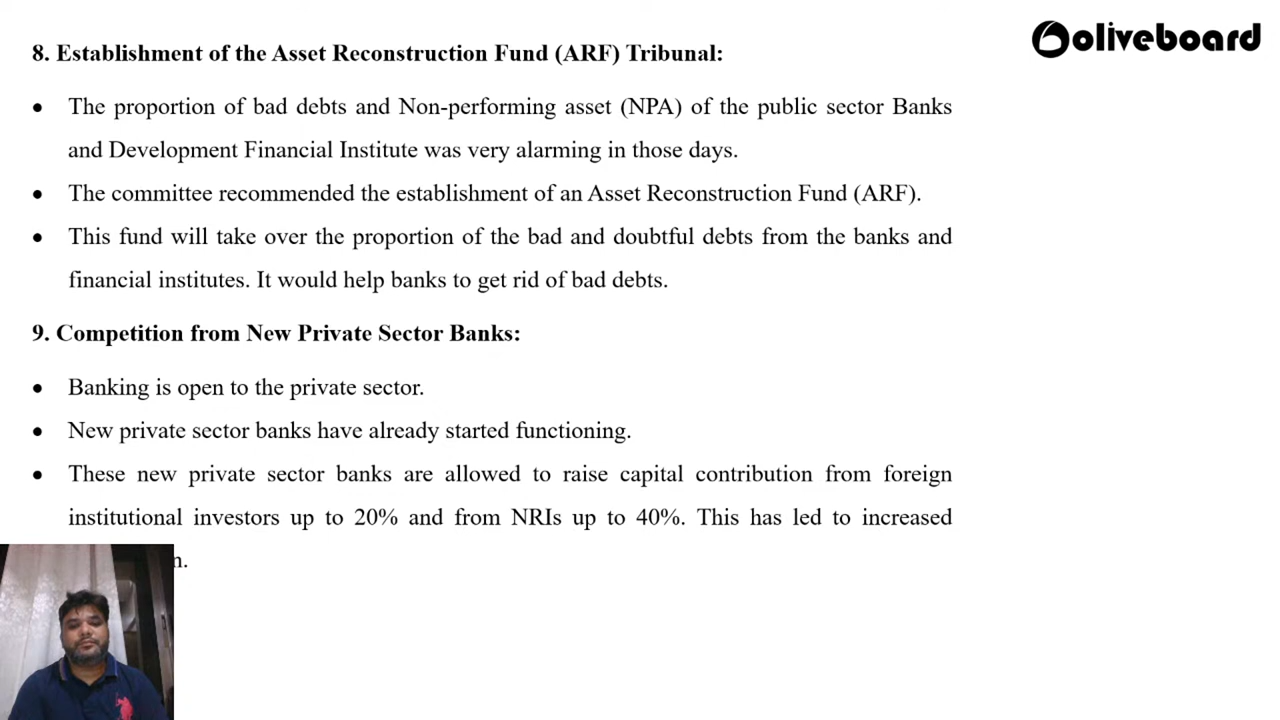 oliveboard
8. Establishment of the Asset Reconstruction Fund (ARF) Tribunal:
• The proportion of bad debts and Non-performing asset (NPA) of the public sector Banks
and Development Financial Institute was very alarming in those days.
• The committee recommended the establishment of an Asset Reconstruction Fund (ARF).
• This fund will take over the proportion of the bad and doubtful debts from the banks and
financial institutes. It would help banks to get rid of bad debts.
9. Competition from New Private Sector Banks:
• Banking is open to the private sector.
• New private sector banks have already started functioning.
• These new private sector banks are allowed to raise capital contribution from foreign
institutional investors up to 20% and from NRIs up to 40%. This has led to increased